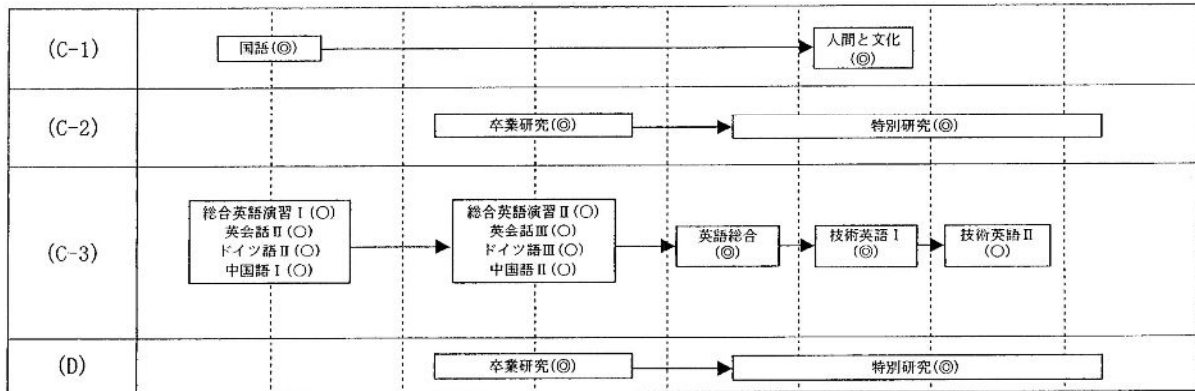 (C-1)
国語(◎)
人間と文化
(◎)
(C-2)
卒業研究(◎)
特別研究(◎)
(C-3)
総合英語演習Ⅰ(○)
英会話Ⅱ(○)
ドイツ語Ⅱ(○)
中国語Ⅰ(○)
総合英語演習Ⅱ(○)
英会話Ⅲ(○)
ドイツ語Ⅲ(○)
中国語Ⅱ(○)
英語総合
(◎)
技術英語Ⅰ
(◎)
技術英語Ⅱ
(○)
(D)
卒業研究(◎)
特別研究(◎)